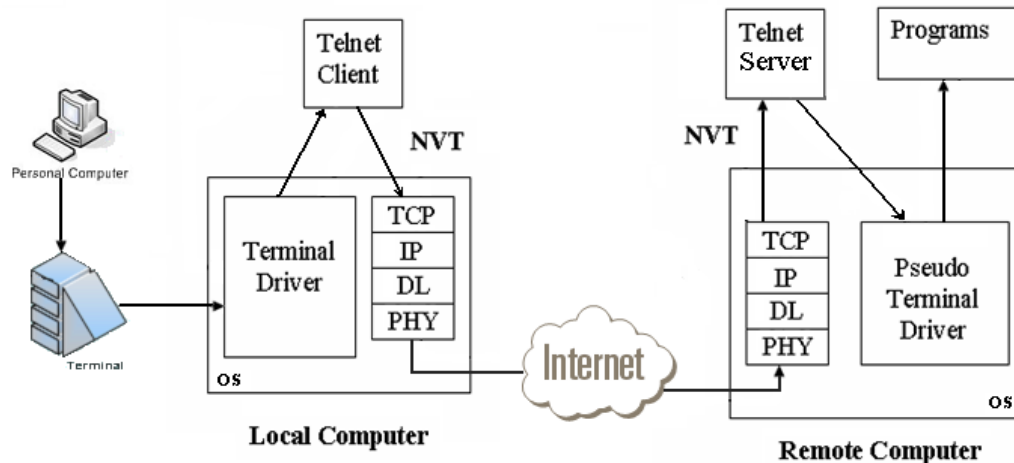 Personal Computer
Terminal
Telnet
Client
NVT
Terminal
Driver
TCP
IP
DL
PHY
OS
Local Computer
Internet
Telnet
Server
Programs
NVT
TCP
IP
DL
PHY
Pseudo
Terminal
Driver
OS
Remote Computer